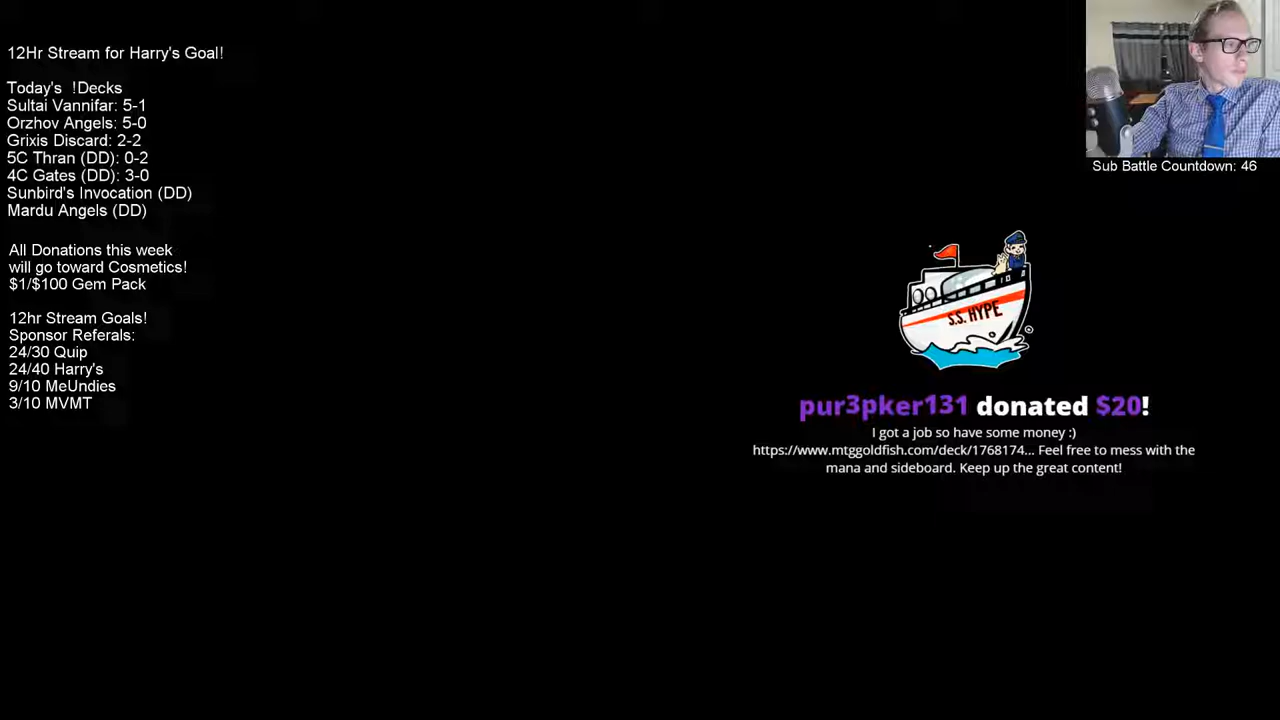 12Hr Stream for Harry's Goal!
Today's !Decks
Sultai Vannifar: 5-1
Orzhov Angels: 5-0
Grixis Discard: 2-2
5C Thran (DD): 0-2
4C Gates (DD): 3-0
Sunbird's Invocation (DD)
Mardu Angels (DD)
All Donations this week
will go toward Cosmetics!
$1/$100 Gem Pack
12hr Stream Goals!
Sponsor Referals:
24/30 Quip
24/40 Harry's
9/10 MeUndies
3/10 MVMT
Sub Battle Countdown: 46
S.S. HYPE
pur3pker131 donated $20!
I got a job so have some money :)
https://www.mtggoldfish.com/deck/1768174... Feel free to mess with the
mana and sideboard. Keep up the great content!